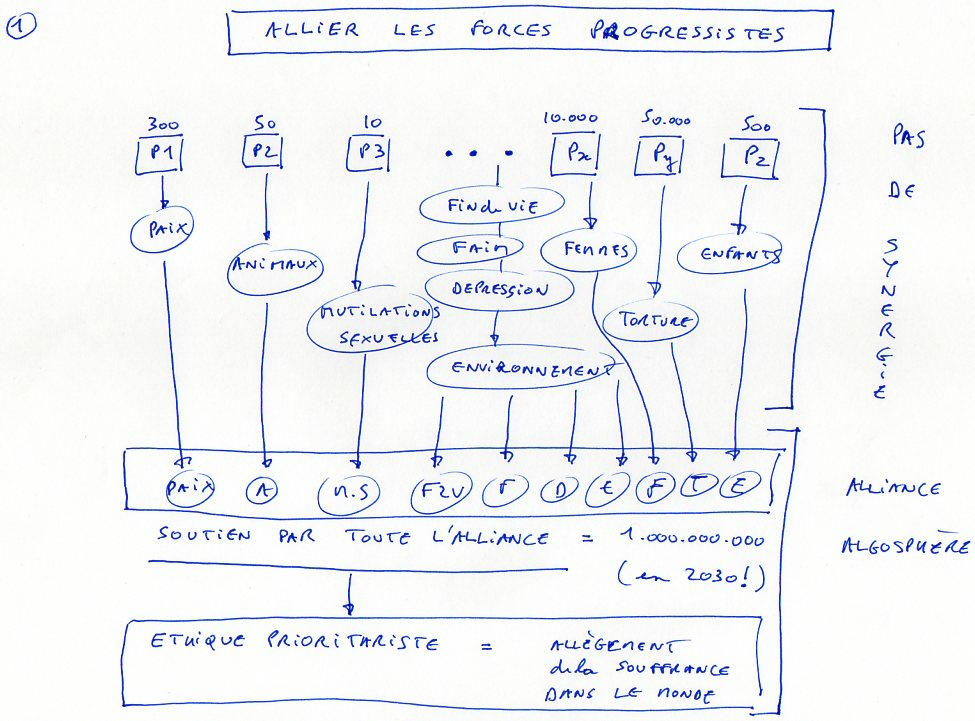 1
ALLIER LES FORCES PROGRESSISTES
300 50 10 10.000 50.000 500
P1 P2 P3 ... Px Py Pz
PAS
DE
SYNERGIE
PAIX
ANIMAUX
MUTILATIONS
SEXUELLES
FIN de VIE
FAIM
DEPRESSION
ENVIRONNEMENT
FEMMES
TORTURE
ENFANTS
PAIX A M.S F2V F D E F T E
ALLIANCE
ALGOSPHÈRE
SOUTIEN PAR TOUTE L'ALLIANCE = 1.000.000.000
(en 2030!)
ETHIQUE PRIORITARISTE = ALLÈGEMENT
de la SOUFFRANCE
DANS LE MONDE